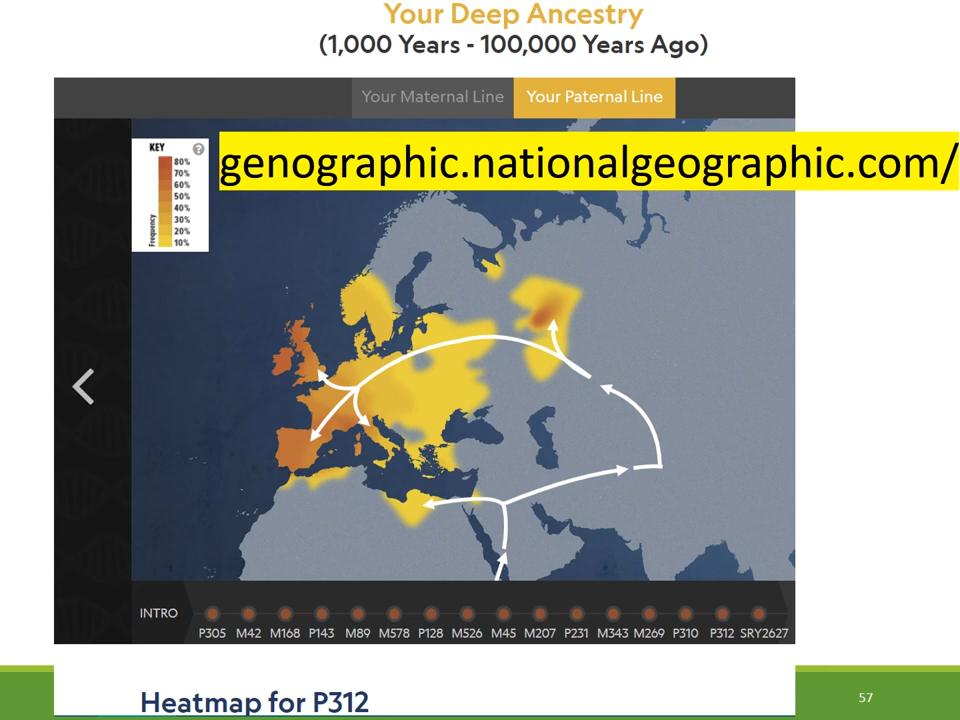 Your Deep Ancestry
(1,000 Years - 100,000 Years Ago)
Your Maternal Line
Your Paternal Line
genographic.nationalgeographic.com/
KEY
?
80%
70%
60%
50%
40%
30%
20%
10%
Frequency
INTRO
P305 M42 M168 P143 M89 M578 P128 M526 M45 M207 P231 M343 M269 P310 P312 SRY2627
Heatmap for P312
57